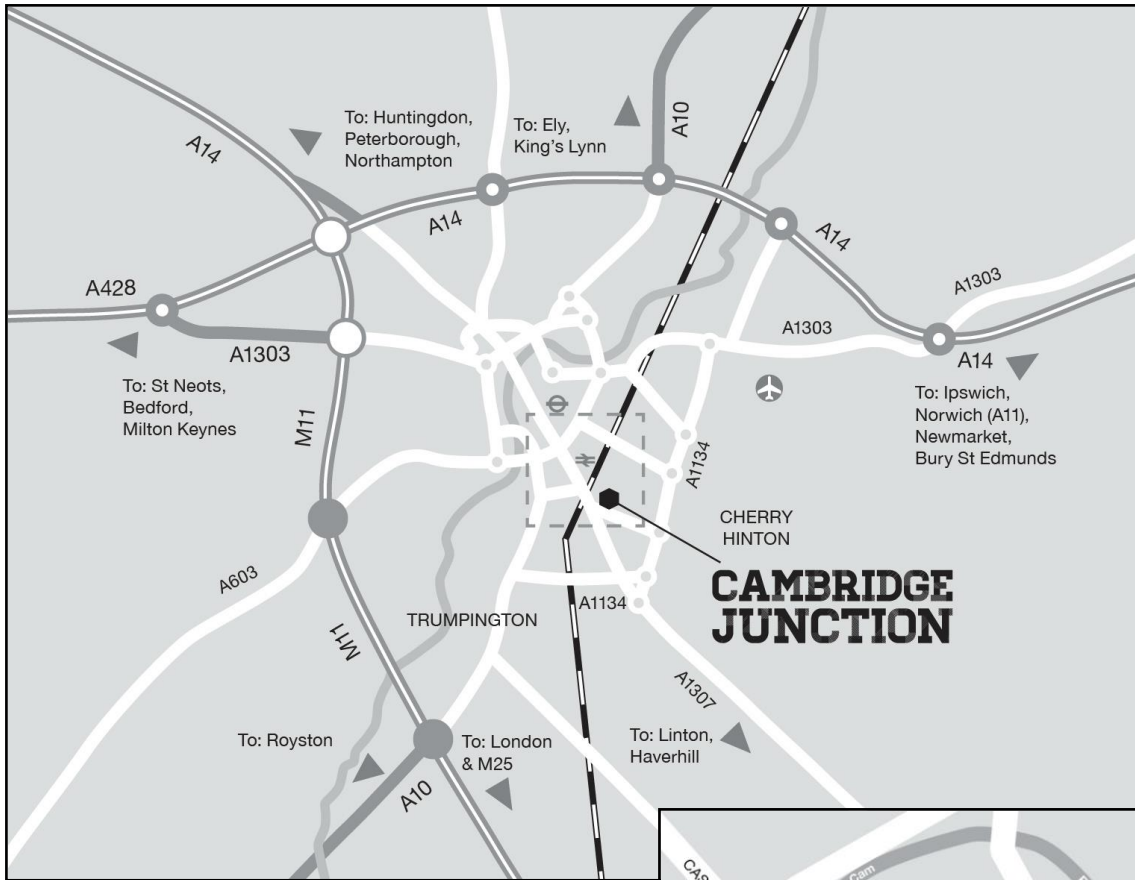 A14
To: Huntingdon,
Peterborough,
Northampton
To: Ely,
King's Lynn
A10
A14
A14
A428
A1303
A1303
A1303
A14
To: St Neots,
Bedford,
Milton Keynes
M11
To: Ipswich,
Norwich (A11),
Newmarket,
Bury St Edmunds
A1134
CHERRY
HINTON
A603
CAMBRIDGE
JUNCTION
A1134
TRUMPINGTON
M11
A1307
To: Royston
To: London
& M25
To: Linton,
Haverhill
A10
CAS
Cam